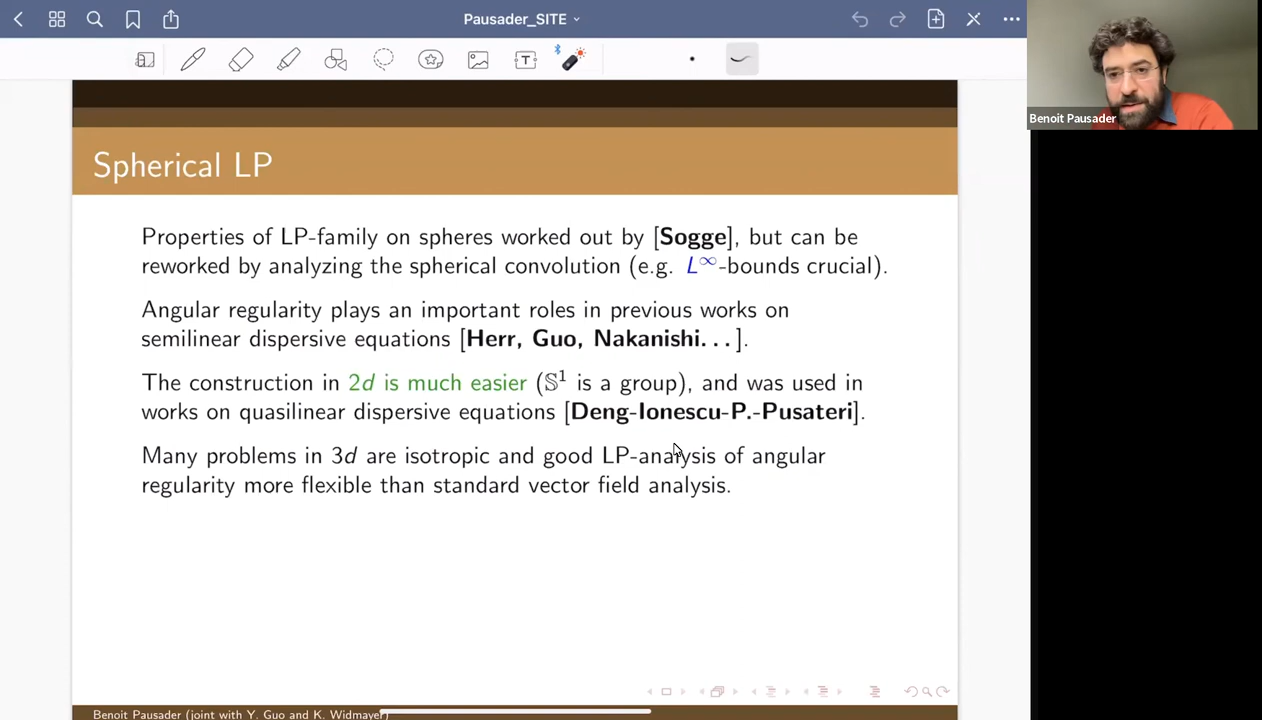 Pausader_SITE
Benoit Pausader
Spherical LP
Properties of LP-family on spheres worked out by [Sogge], but can be
reworked by analyzing the spherical convolution (e.g. L∞-bounds crucial).
Angular regularity plays an important roles in previous works on
semilinear dispersive equations [Herr, Guo, Nakanishi. . . ].
The construction in 2d is much easier (𝕊¹ is a group), and was used in
works on quasilinear dispersive equations [Deng-Ionescu-P.-Pusateri].
Many problems in 3d are isotropic and good LP-analysis of angular
regularity more flexible than standard vector field analysis.
Benoit Pausader (joint with Y. Guo and K. Widmayer)